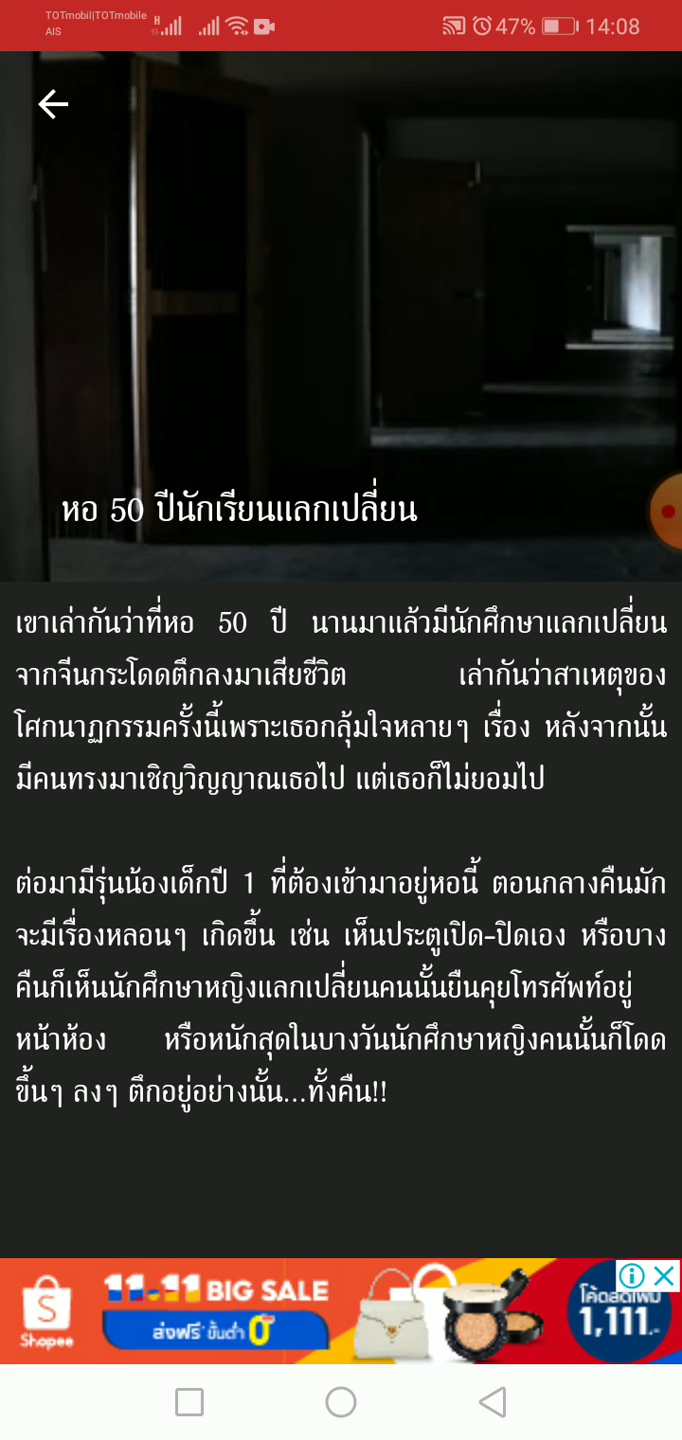 TOTmobil|TOTmobile
AIS
H
47%
14:08
หอ 50 ปีนักเรียนแลกเปลี่ยน
เขาเล่ากันว่าที่หอ 50 ปี นานมาแล้วมีนักศึกษาแลกเปลี่ยน
จากจีนกระโดดตึกลงมาเสียชีวิต เล่ากันว่าสาเหตุของ
โศกนาฏกรรมครั้งนี้เพราะเธอกลุ้มใจหลายๆ เรื่อง หลังจากนั้น
มีคนทรงมาเชิญวิญญาณเธอไป แต่เธอก็ไม่ยอมไป
ต่อมามีรุ่นน้องเด็กปี 1 ที่ต้องเข้ามาอยู่หอนี้ ตอนกลางคืนมัก
จะมีเรื่องหลอนๆ เกิดขึ้น เช่น เห็นประตูเปิด-ปิดเอง หรือบาง
คืนก็เห็นนักศึกษาหญิงแลกเปลี่ยนคนนั้นยืนคุยโทรศัพท์อยู่
หน้าห้อง หรือหนักสุดในบางวันนักศึกษาหญิงคนนั้นก็โดด
ขึ้นๆ ลงๆ ตึกอยู่อย่างนั้น...ทั้งคืน!!
S
Shopee
11-11 BIG SALE
ส่งฟรี* ขั้นต่ำ 0
โค้ดลดเพิ่ม
1,111.-